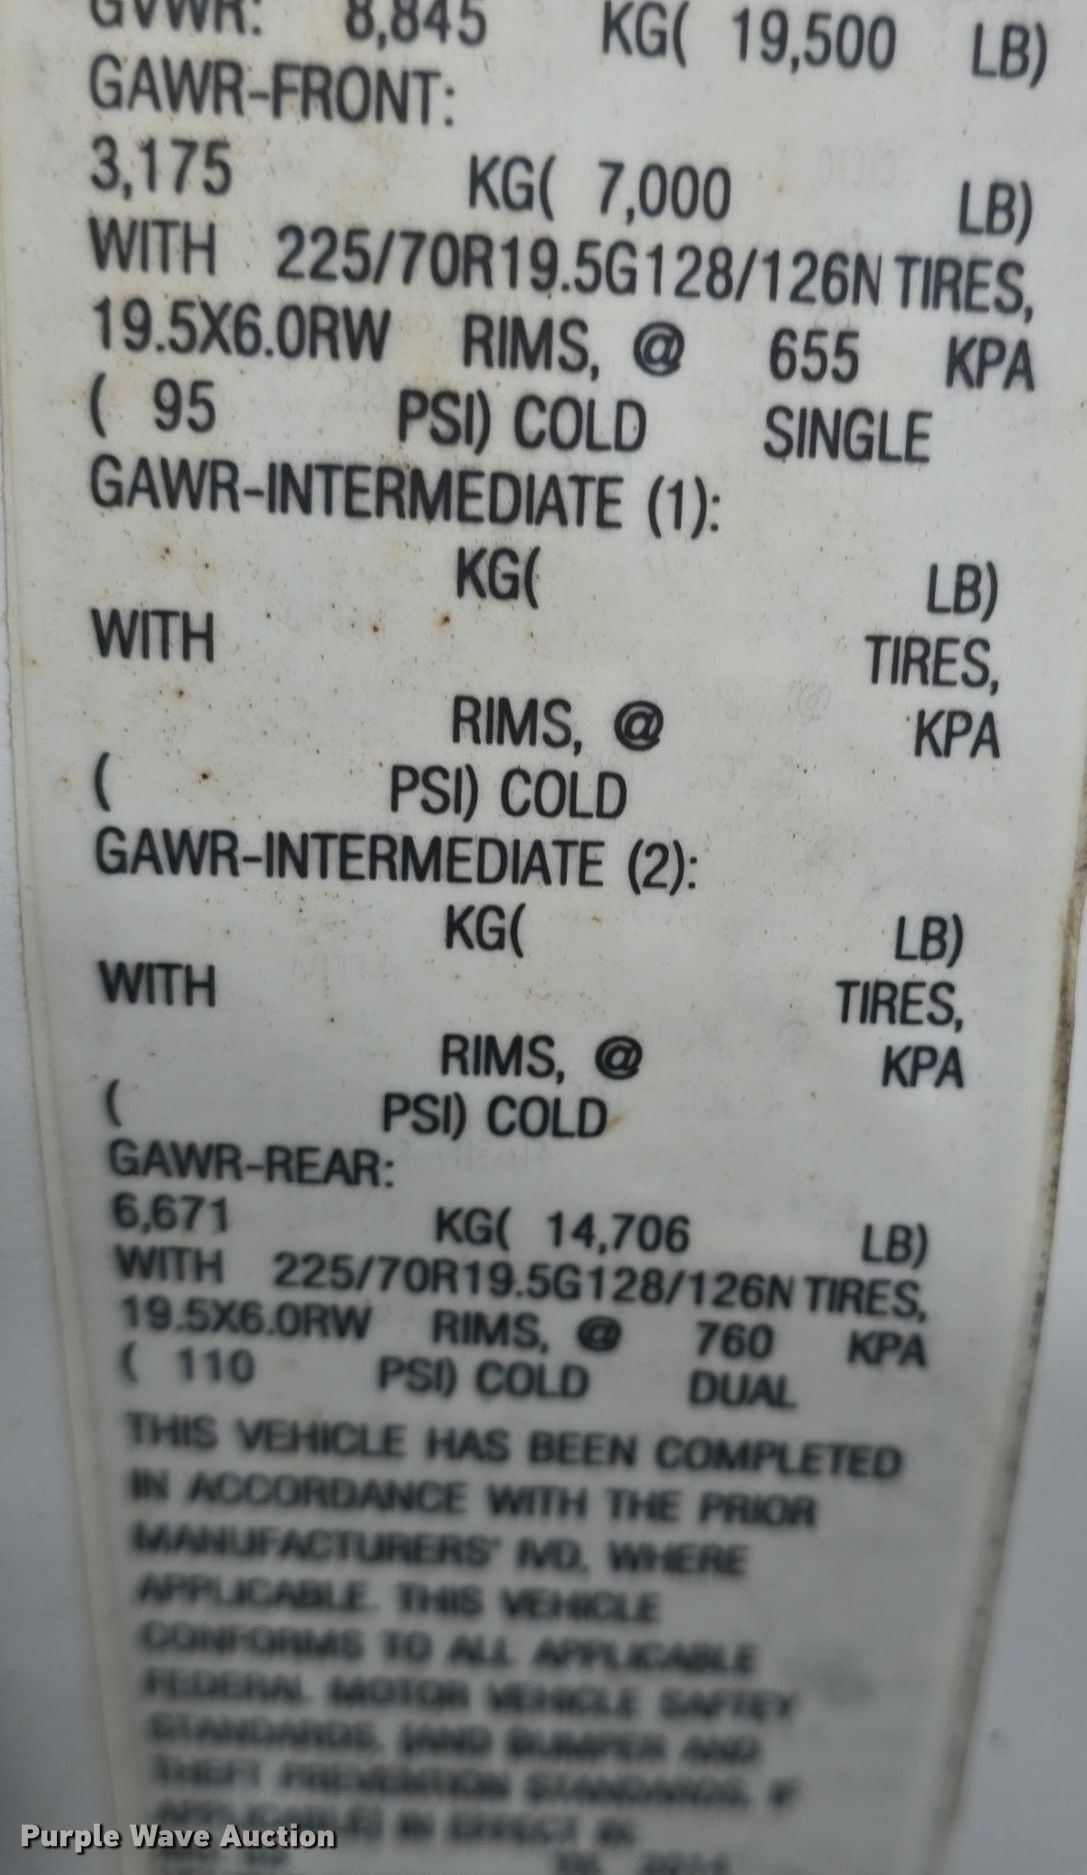 GVWR: 8,845 KG( 19,500 LB)
GAWR-FRONT:
3,175 KG( 7,000 LB)
WITH 225/70R19.5G128/126N TIRES,
19.5X6.0RW RIMS, @ 655 KPA
( 95 PSI) COLD SINGLE
GAWR-INTERMEDIATE (1):
KG( LB)
WITH TIRES,
RIMS, @ KPA
( PSI) COLD
GAWR-INTERMEDIATE (2):
KG( LB)
WITH TIRES,
RIMS, @ KPA
( PSI) COLD
GAWR-REAR:
6,671 KG( 14,706 LB)
WITH 225/70R19.5G128/126N TIRES,
19.5X6.0RW RIMS, @ 760 KPA
( 110 PSI) COLD DUAL
THIS VEHICLE HAS BEEN COMPLETED
IN ACCORDANCE WITH THE PRIOR
MANUFACTURERS' IVD, WHERE
APPLICABLE. THIS VEHICLE
CONFORMS TO ALL APPLICABLE
FEDERAL MOTOR VEHICLE SAFTEY
STANDARDS, [AND BUMPER AND
THEFT PREVENTION STANDARDS, IF
APPLICABLE] IN EFFECT IN
Purple Wave Auction